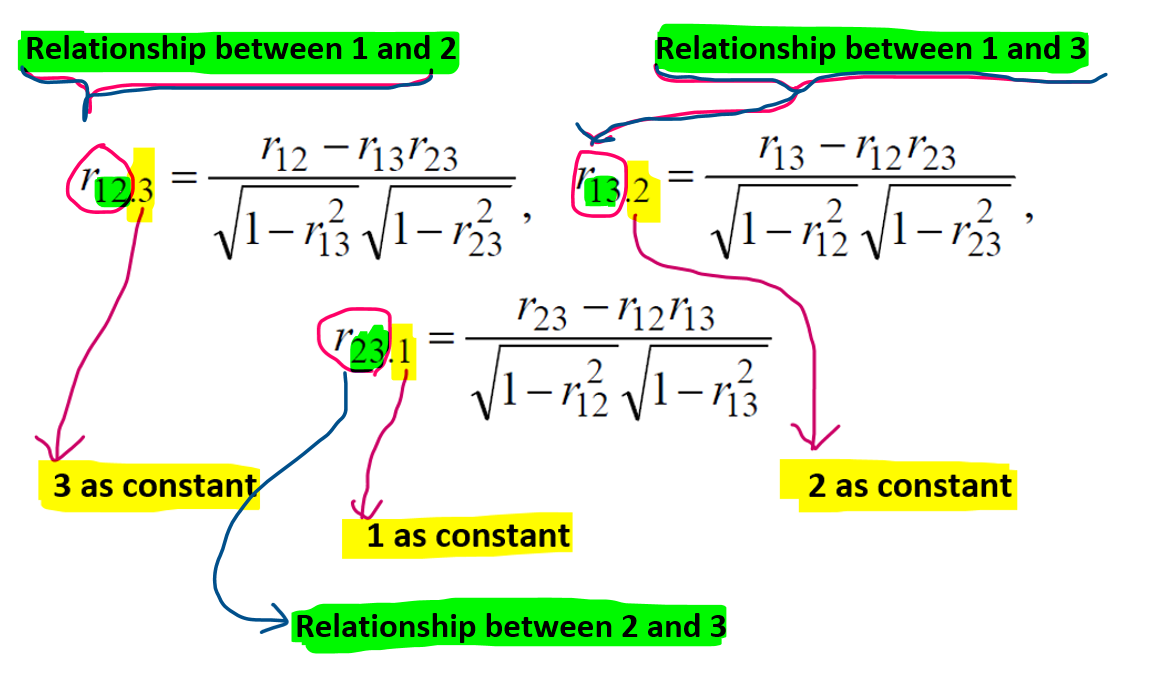 Relationship between 1 and 2
Relationship between 1 and 3
r₁₂.₃ = (r₁₂ − r₁₃r₂₃) / (√(1 − r₁₃²) √(1 − r₂₃²)) ,
r₁₃.₂ = (r₁₃ − r₁₂r₂₃) / (√(1 − r₁₂²) √(1 − r₂₃²)) ,
r₂₃.₁ = (r₂₃ − r₁₂r₁₃) / (√(1 − r₁₂²) √(1 − r₁₃²))
3 as constant
2 as constant
1 as constant
Relationship between 2 and 3